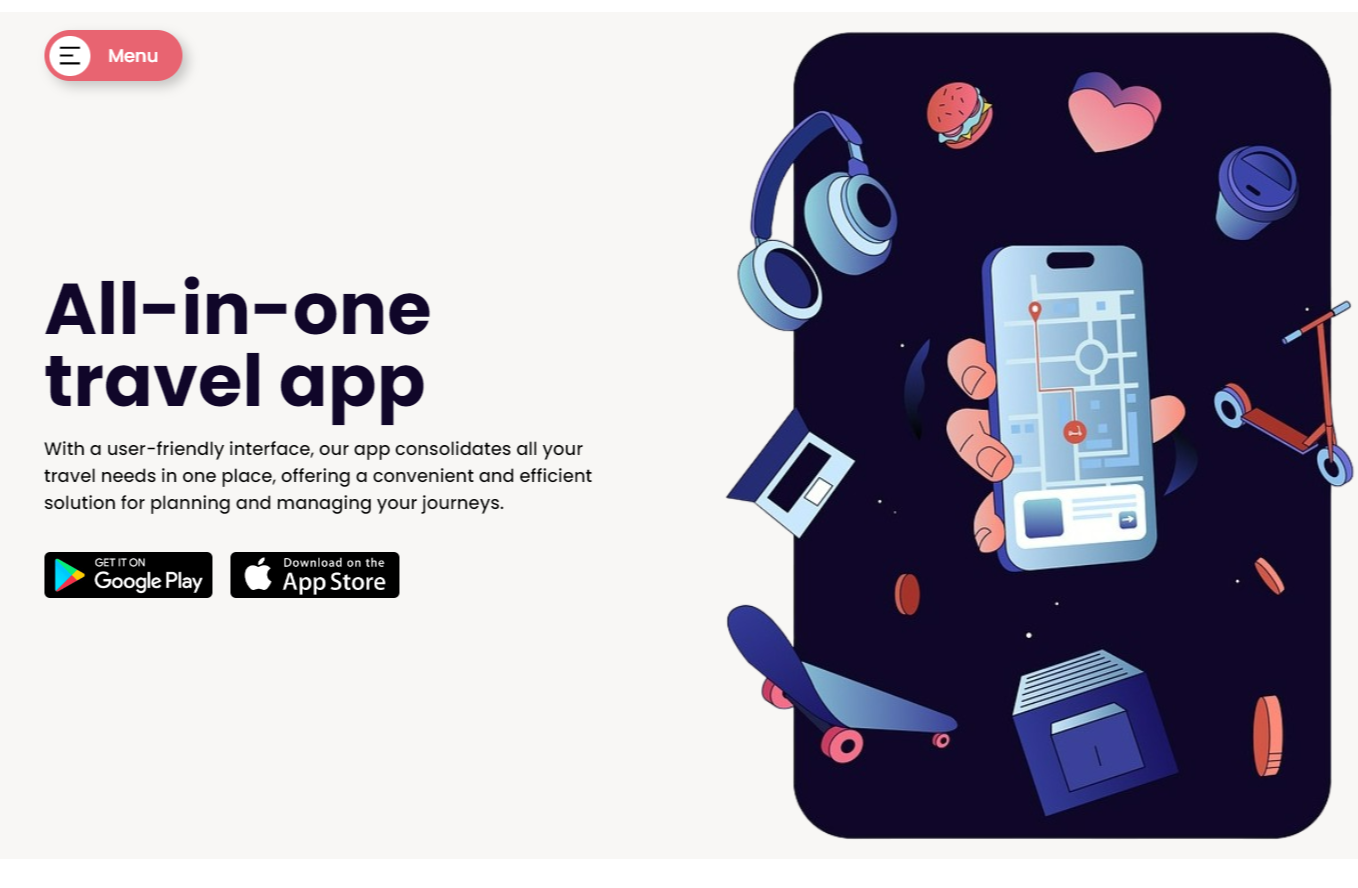 Menu
All-in-one
travel app
With a user-friendly interface, our app consolidates all your
travel needs in one place, offering a convenient and efficient
solution for planning and managing your journeys.
GET IT ON
Google Play
Download on the
App Store